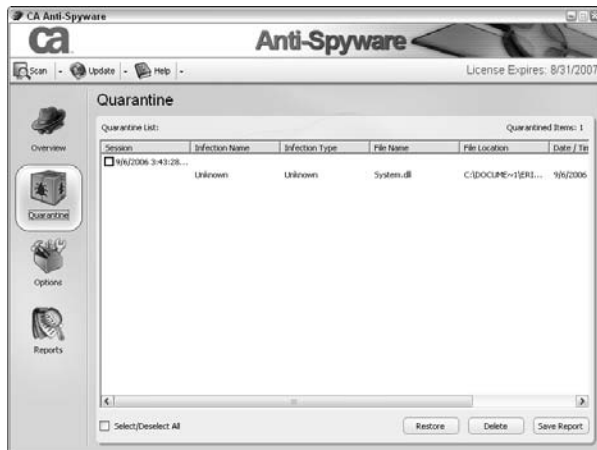 CA Anti-Spyware
ca
Anti-Spyware
Scan Update Help License Expires: 8/31/2007
Quarantine
Quarantine List: Quarantined Items: 1
Session Infection Name Infection Type File Name File Location Date / Tim
9/6/2006 3:43:28...
Unknown Unknown System.dll C:\DOCUME~1\ERI... 9/6/2006
Overview
Quarantine
Options
Reports
Select/Deselect All Restore Delete Save Report